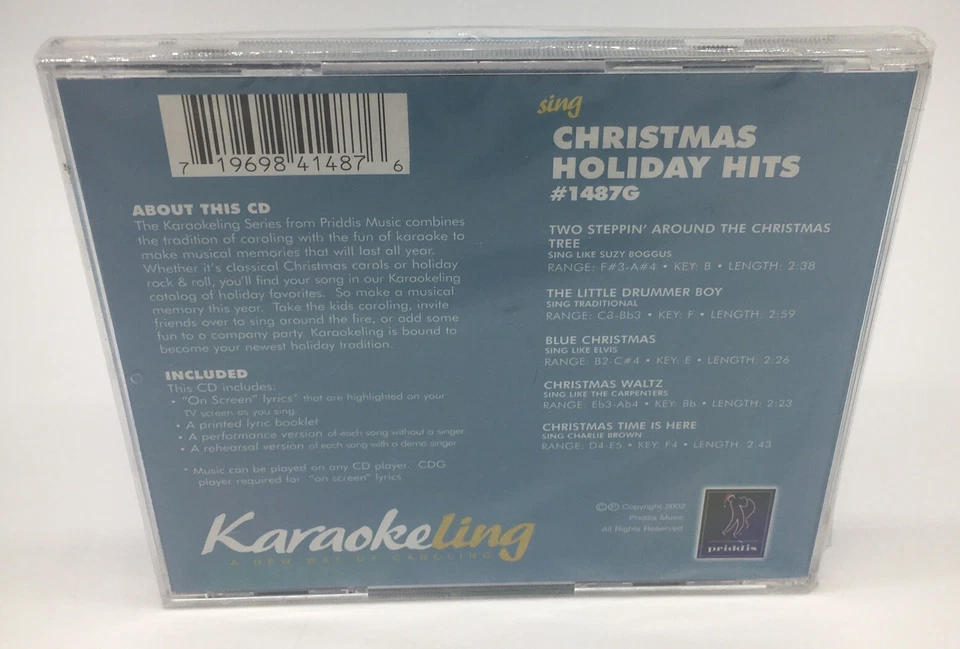 7 19698 41487 6
ABOUT THIS CD
The Karaokeling Series from Priddis Music combines
the tradition of caroling with the fun of karaoke to
make musical memories that will last all year.
Whether it's classical Christmas carols or holiday
rock & roll, you'll find your song in our Karaokeling
catalog of holiday favorites. So make a musical
memory this year. Take the kids caroling, invite
friends over to sing around the fire, or add some
fun to a company party. Karaokeling is bound to
become your newest holiday tradition.
INCLUDED
This CD includes:
• "On Screen" lyrics* that are highlighted on your
TV screen as you sing.
• A printed lyric booklet
• A performance version of each song without a singer
• A rehearsal version of each song with a demo singer
* Music can be played on any CD player. CDG
player required for "on screen" lyrics
Karaokeling
A NEW WAY OF CAROLING
sing
CHRISTMAS
HOLIDAY HITS
#1487G
TWO STEPPIN' AROUND THE CHRISTMAS
TREE
SING LIKE SUZY BOGGUS
RANGE: F#3-A#4 • KEY: B • LENGTH: 2:38
THE LITTLE DRUMMER BOY
SING TRADITIONAL
RANGE: C3-Bb3 • KEY: F • LENGTH: 2:59
BLUE CHRISTMAS
SING LIKE ELVIS
RANGE: B2 C#4 • KEY: E • LENGTH: 2:26
CHRISTMAS WALTZ
SING LIKE THE CARPENTERS
RANGE: Eb3-Ab4 • KEY: Bb • LENGTH: 2:23
CHRISTMAS TIME IS HERE
SING CHARLIE BROWN
RANGE: D4-E5 • KEY: F4 • LENGTH: 2:43
©℗ Copyright 2002
Priddis Music
All Rights Reserved
priddis